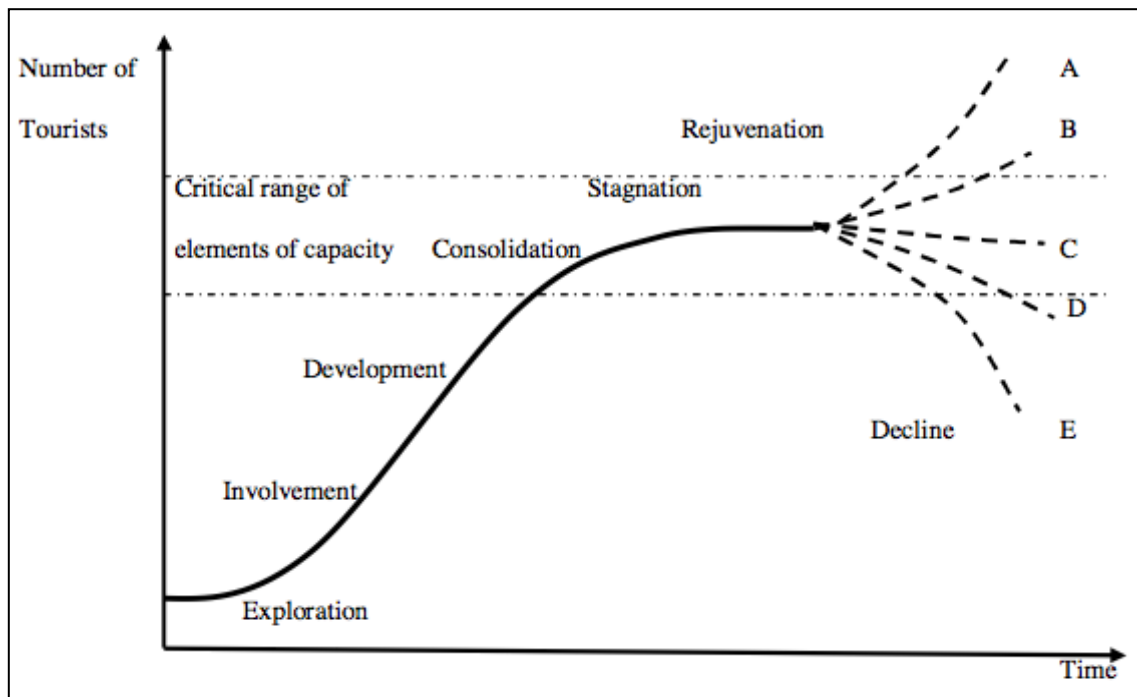 Number of
Tourists
A
Rejuvenation
B
Critical range of
Stagnation
elements of capacity
Consolidation
C
D
Development
Decline
E
Involvement
Exploration
Time